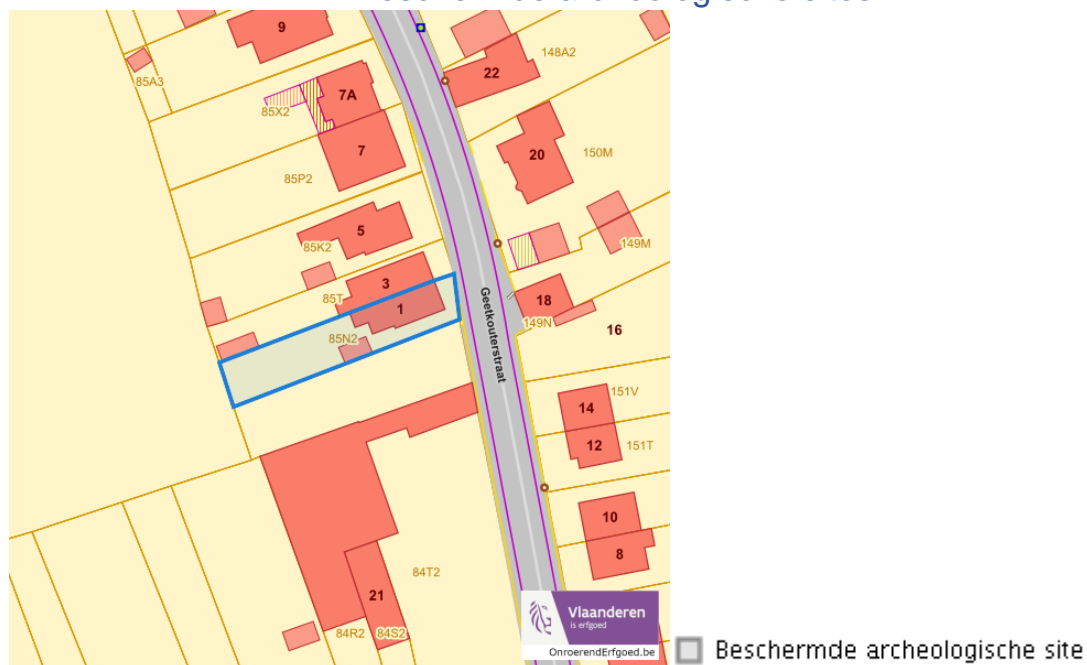 9
22
148A2
85A3
7A
85X2
7
20
150M
85P2
5
85K2
149M
3
85T
1
Geetkouterstraat
18
149N
16
85N2
14
151V
12
151T
10
8
84T2
21
84R2
84S2
Vlaanderen
is erfgoed
OnroerendErfgoed.be
Beschermde archeologische site